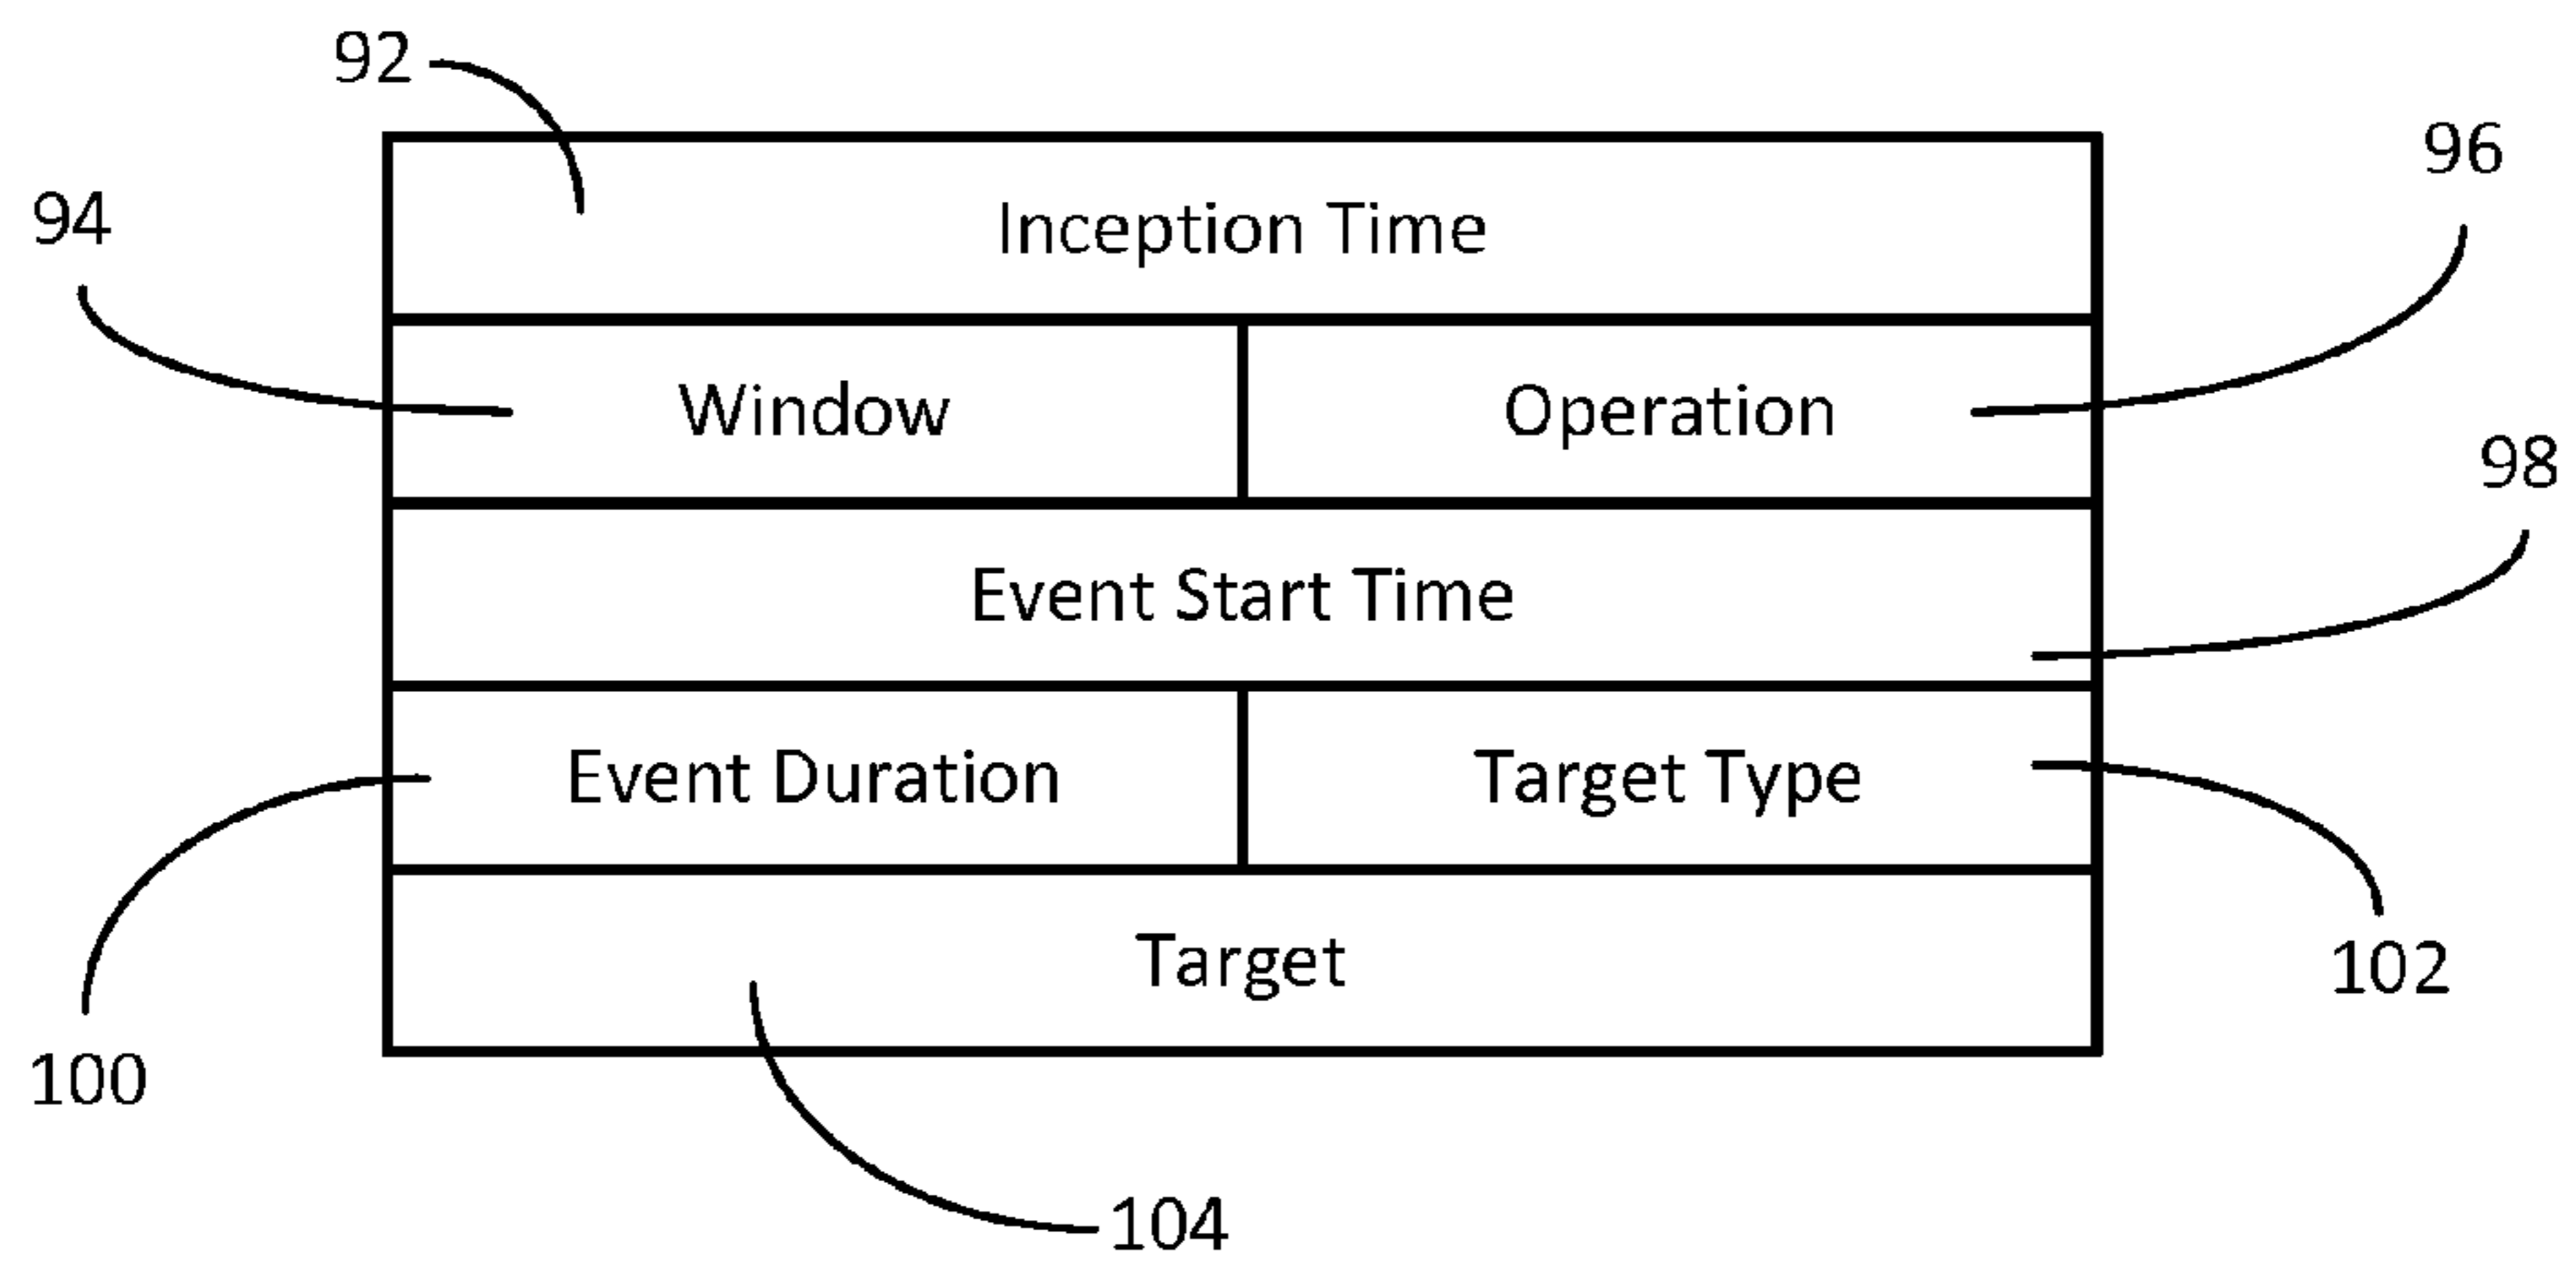 92
Inception Time
94
96
Window
Operation
98
Event Start Time
Event Duration
Target Type
100
102
Target
104